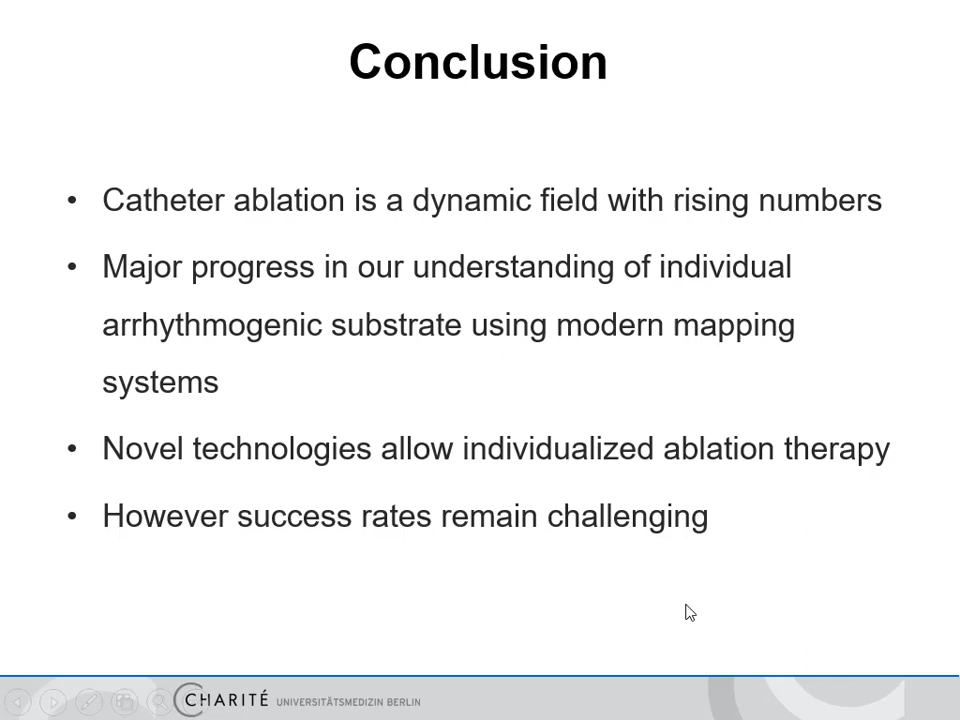 Conclusion
• Catheter ablation is a dynamic field with rising numbers
• Major progress in our understanding of individual
arrhythmogenic substrate using modern mapping
systems
• Novel technologies allow individualized ablation therapy
• However success rates remain challenging
CHARITÉ UNIVERSITÄTSMEDIZIN BERLIN